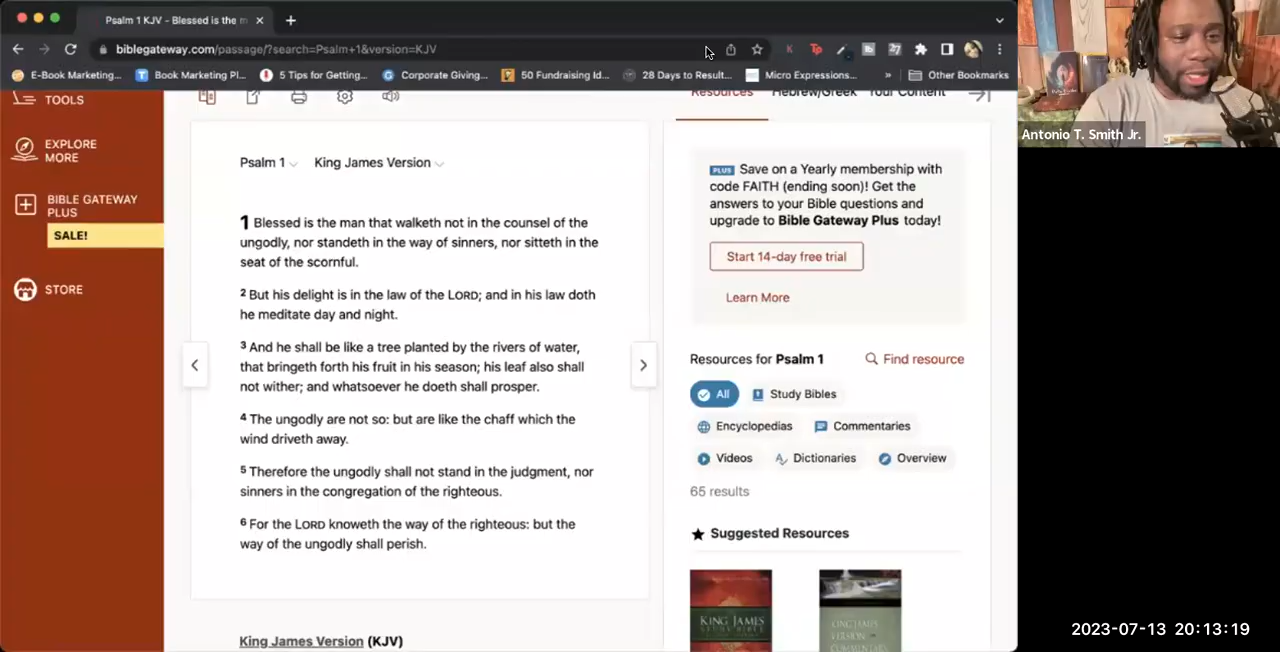 Psalm 1 KJV - Blessed is the m
biblegateway.com/passage/?search=Psalm+1&version=KJV
E-Book Marketing...
Book Marketing Pl...
5 Tips for Getting...
Corporate Giving...
50 Fundraising Id...
28 Days to Result...
Micro Expressions...
»
Other Bookmarks
TOOLS
EXPLORE
MORE
BIBLE GATEWAY
PLUS
SALE!
STORE
Resources
Hebrew/Greek
Your Content
Psalm 1
King James Version
1 Blessed is the man that walketh not in the counsel of the
ungodly, nor standeth in the way of sinners, nor sitteth in the
seat of the scornful.
2 But his delight is in the law of the LORD; and in his law doth
he meditate day and night.
3 And he shall be like a tree planted by the rivers of water,
that bringeth forth his fruit in his season; his leaf also shall
not wither; and whatsoever he doeth shall prosper.
4 The ungodly are not so: but are like the chaff which the
wind driveth away.
5 Therefore the ungodly shall not stand in the judgment, nor
sinners in the congregation of the righteous.
6 For the LORD knoweth the way of the righteous: but the
way of the ungodly shall perish.
King James Version (KJV)
PLUS Save on a Yearly membership with
code FAITH (ending soon)! Get the
answers to your Bible questions and
upgrade to Bible Gateway Plus today!
Start 14-day free trial
Learn More
Resources for Psalm 1
Find resource
All
Study Bibles
Encyclopedias
Commentaries
Videos
Dictionaries
Overview
65 results
Suggested Resources
KING JAMES
STUDY BIBLE
KING JAMES
VERSION
COMMENTARY
Antonio T. Smith Jr.
2023-07-13 20:13:19